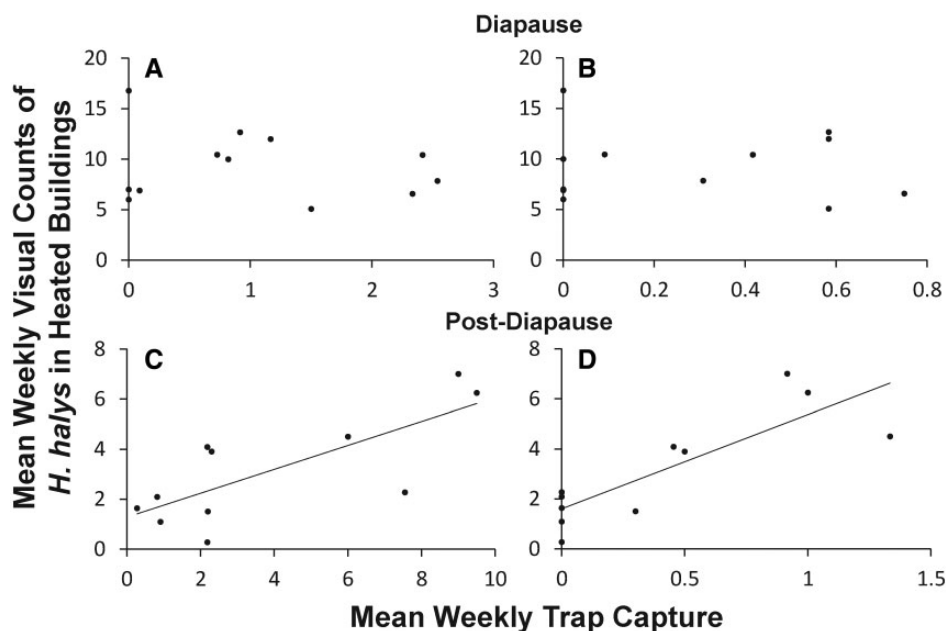 Diapause
Mean Weekly Visual Counts of
H. halys in Heated Buildings
A
20
15
10
5
0
0 1 2 3
B
20
15
10
5
0
0 0.2 0.4 0.6 0.8
Post-Diapause
C
8
6
4
2
0
0 2 4 6 8 10
D
8
6
4
2
0
0 0.5 1 1.5
Mean Weekly Trap Capture